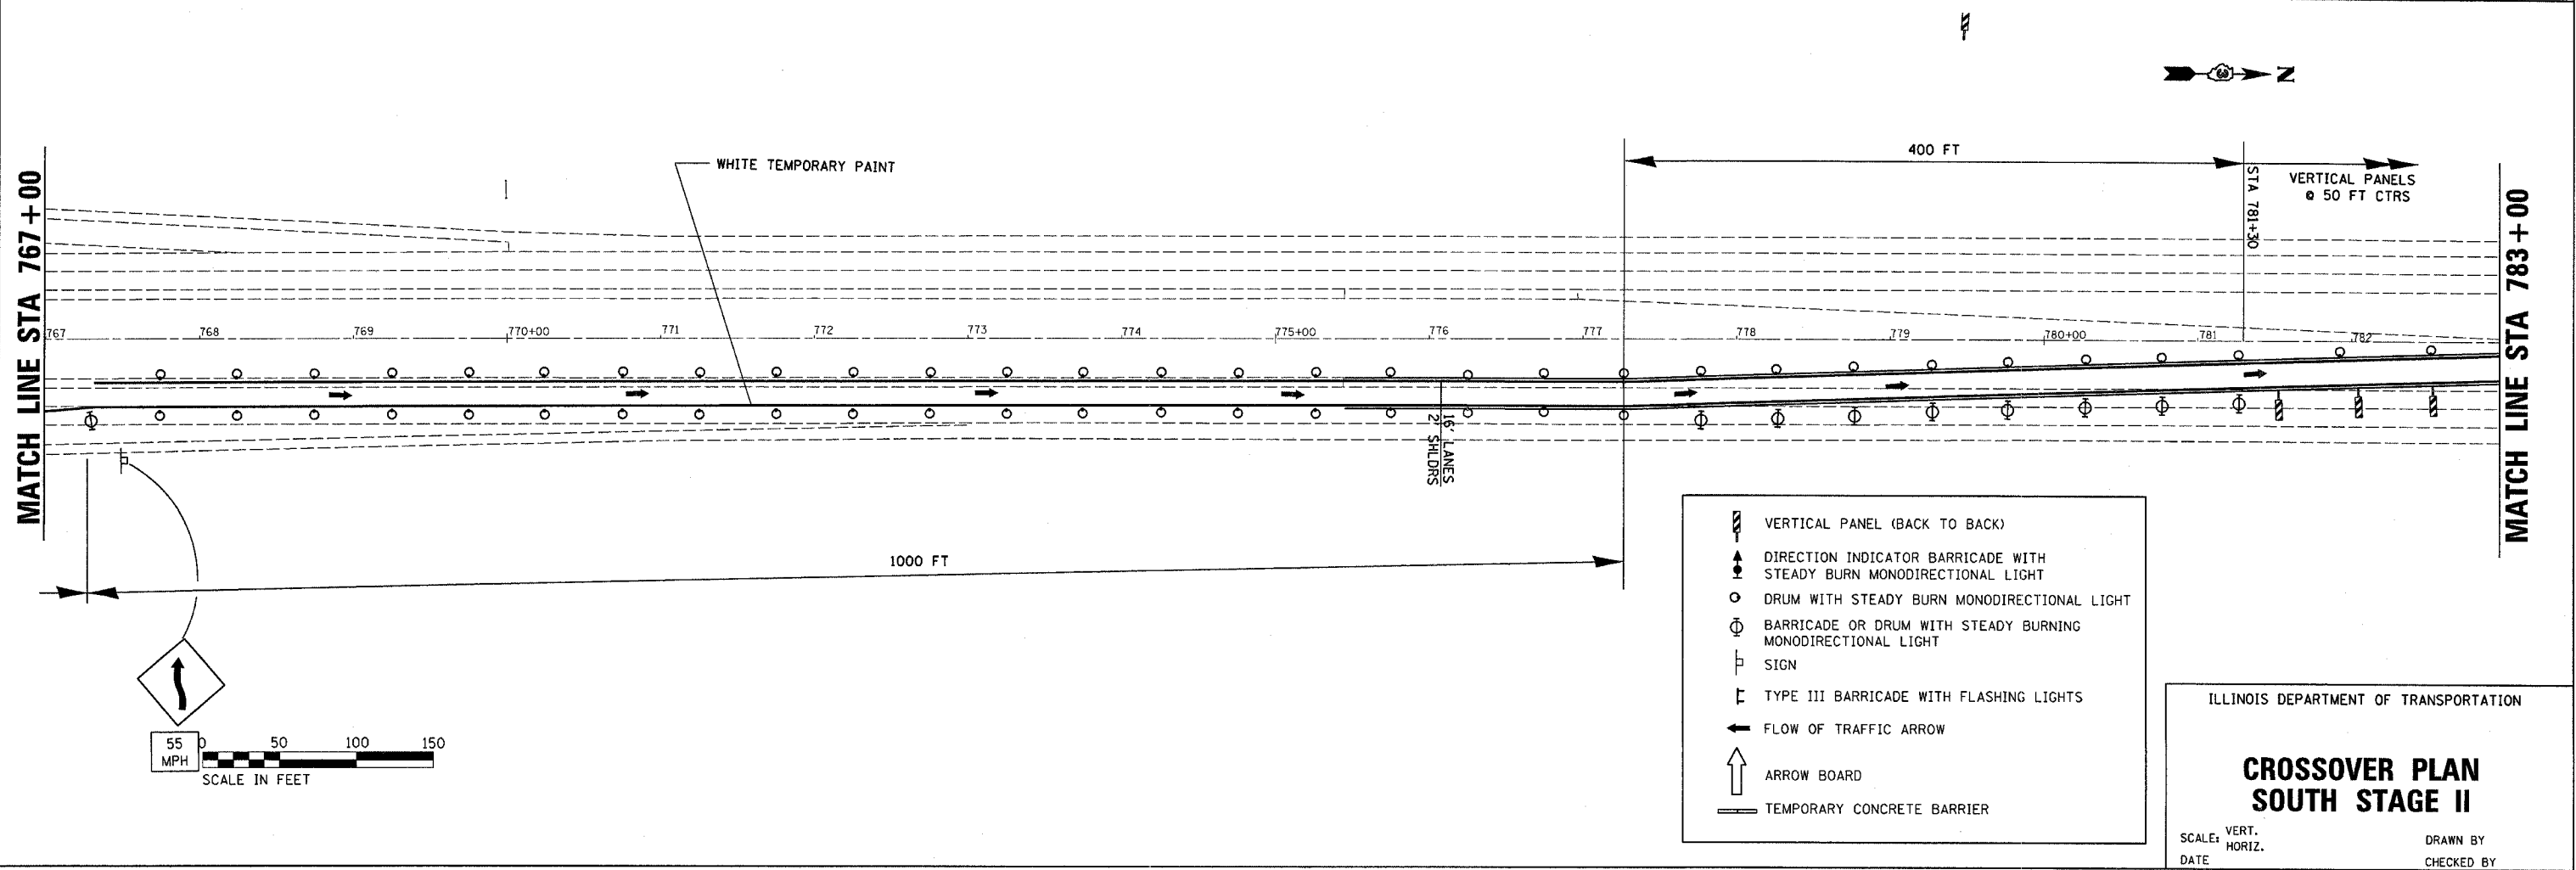 N
MATCH LINE STA 767+00
WHITE TEMPORARY PAINT
400 FT
STA 781+30
VERTICAL PANELS
@ 50 FT CTRS
MATCH LINE STA 783+00
767 768 769 770+00 771 772 773 774 775+00 776 777 778 779 780+00 781 782
16' LANES
2' SHLDRS
1000 FT
55
MPH
0 50 100 150
SCALE IN FEET
VERTICAL PANEL (BACK TO BACK)
DIRECTION INDICATOR BARRICADE WITH
STEADY BURN MONODIRECTIONAL LIGHT
DRUM WITH STEADY BURN MONODIRECTIONAL LIGHT
BARRICADE OR DRUM WITH STEADY BURNING
MONODIRECTIONAL LIGHT
SIGN
TYPE III BARRICADE WITH FLASHING LIGHTS
FLOW OF TRAFFIC ARROW
ARROW BOARD
TEMPORARY CONCRETE BARRIER
ILLINOIS DEPARTMENT OF TRANSPORTATION
CROSSOVER PLAN
SOUTH STAGE II
SCALE: VERT.
HORIZ.
DATE
DRAWN BY
CHECKED BY